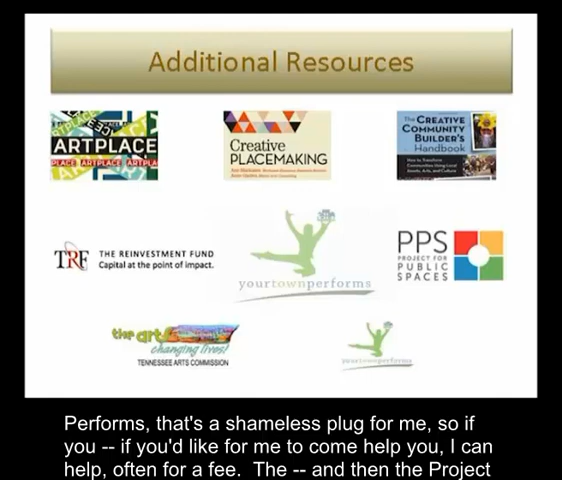 Additional Resources
ARTPLACE
ARTPLACE
Creative
PLACEMAKING
The CREATIVE
COMMUNITY
BUILDER'S
Handbook
TRF THE REINVESTMENT FUND
Capital at the point of impact.
yourtownperforms
PPS
PROJECT FOR
PUBLIC
SPACES
the arts
changing lives!
TENNESSEE ARTS COMMISSION
yourtownperforms
Performs, that's a shameless plug for me, so if
you -- if you'd like for me to come help you, I can
help, often for a fee.  The -- and then the Project